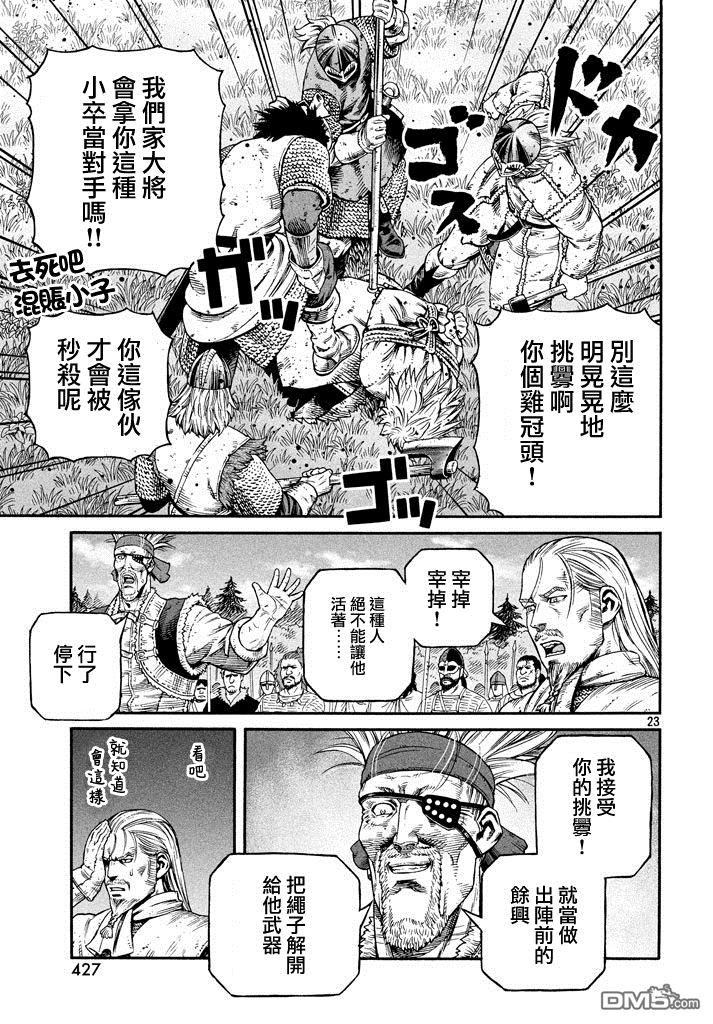 別這麼
明晃晃地
挑釁啊
你個雞冠頭！
ドドカ
ゴス
我們家大將
會拿你這種
小卒當對手嗎！！
去死吧
混賬小子
ガッ
你這傢伙
才會被
秒殺呢
ゴッ
宰掉
宰掉！
這種人
絕不能讓他
活著……
行了
停下
23
我接受
你的挑釁！
就當做
出陣前的
餘興
把繩子解開
給他武器
看吧
就知道
會這樣
427
DM5.com